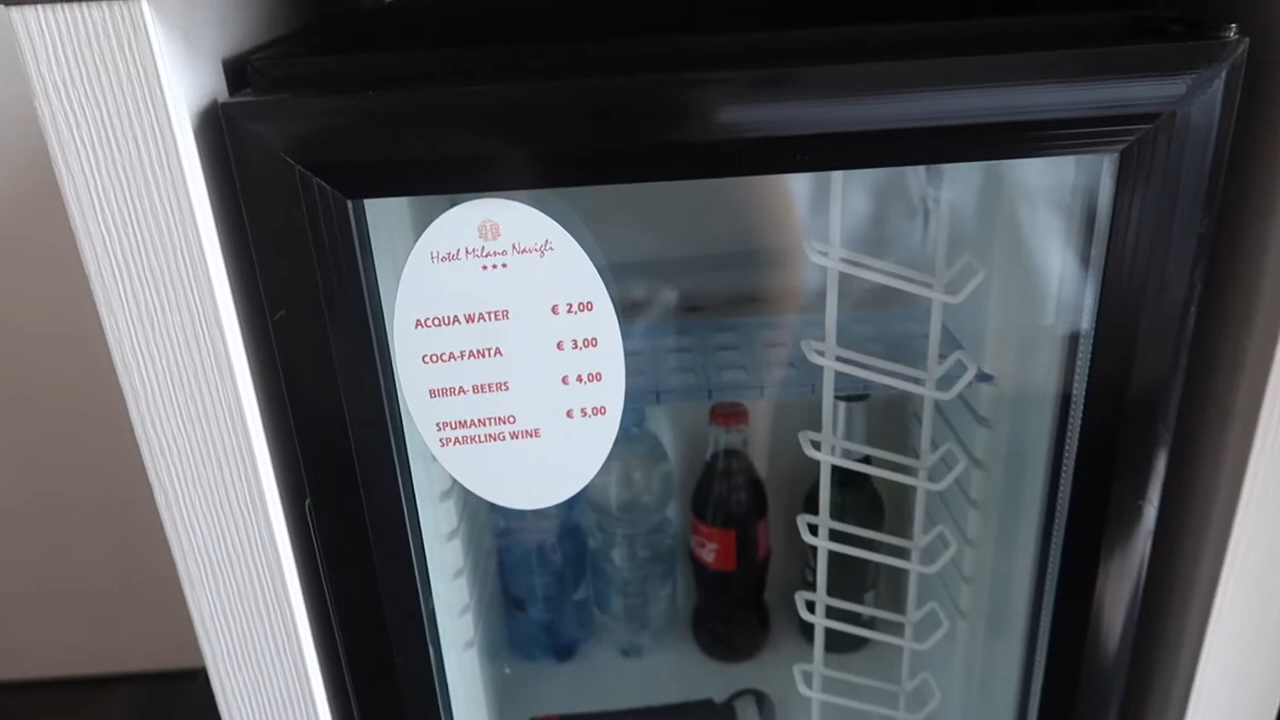 Hotel Milano Navigli
★★★
ACQUA WATER € 2,00
COCA-FANTA € 3,00
BIRRA-BEERS € 4,00
SPUMANTINO € 5,00
SPARKLING WINE